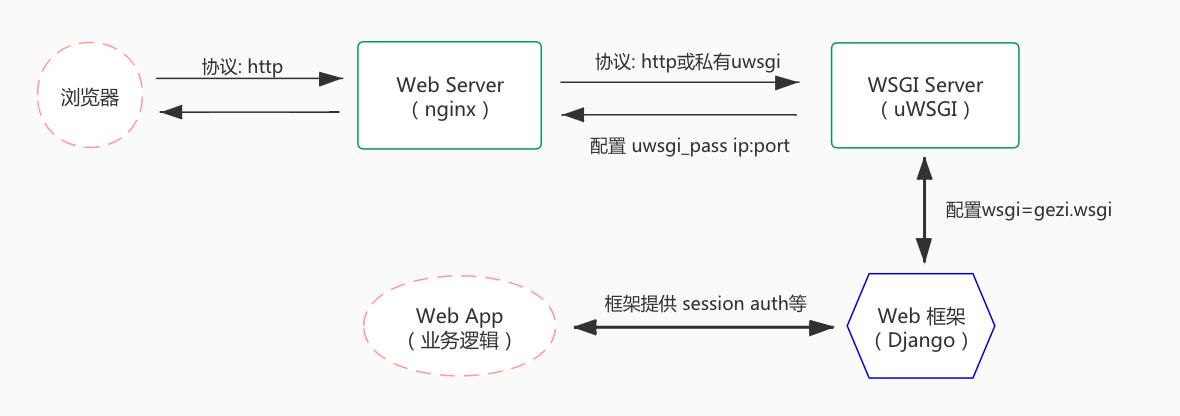 浏览器
协议: http
Web Server
（ nginx ）
协议: http或私有uwsgi
配置 uwsgi_pass ip:port
WSGI Server
（ uWSGI ）
配置wsgi=gezi.wsgi
Web 框架
（ Django ）
框架提供 session auth等
Web App
（ 业务逻辑 ）